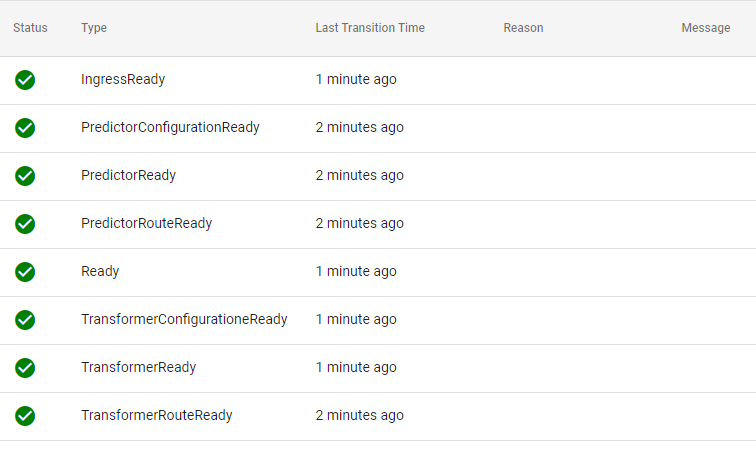 Status Type Last Transition Time Reason Message
IngressReady 1 minute ago
PredictorConfigurationReady 2 minutes ago
PredictorReady 2 minutes ago
PredictorRouteReady 2 minutes ago
Ready 1 minute ago
TransformerConfigurationeReady 1 minute ago
TransformerReady 1 minute ago
TransformerRouteReady 2 minutes ago